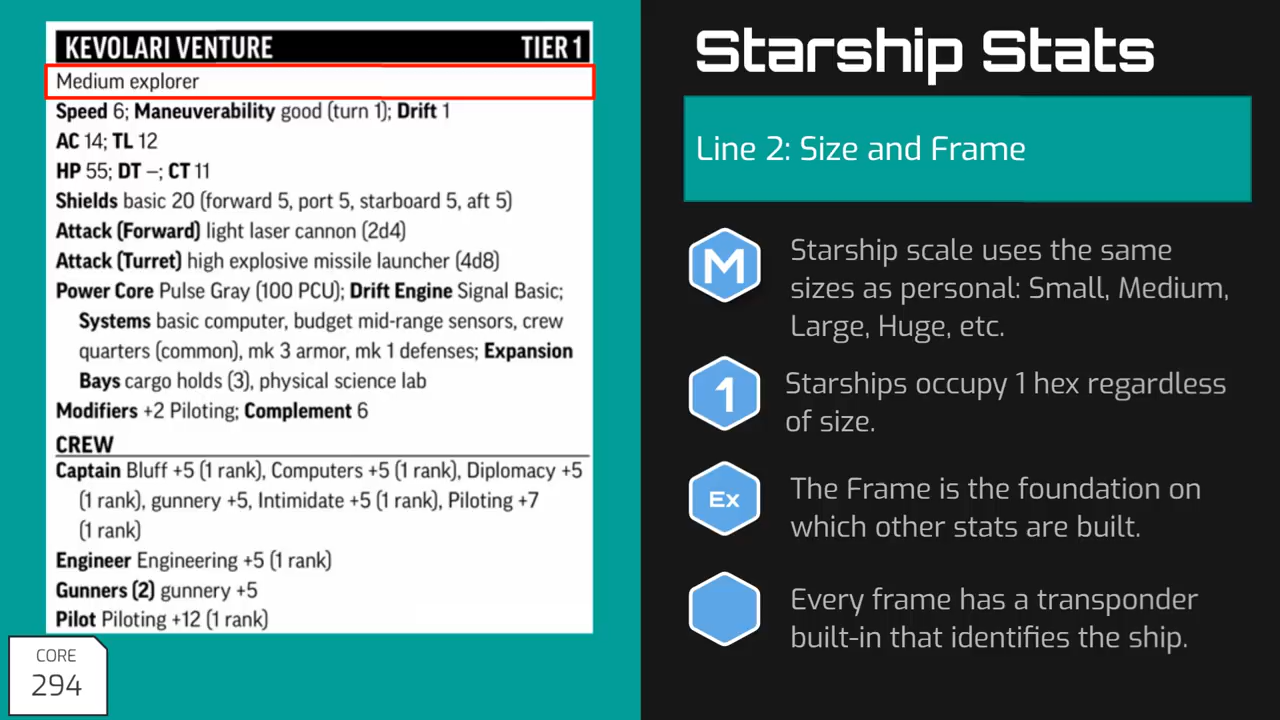 KEVOLARI VENTURE TIER 1
Medium explorer
Speed 6; Maneuverability good (turn 1); Drift 1
AC 14; TL 12
HP 55; DT –; CT 11
Shields basic 20 (forward 5, port 5, starboard 5, aft 5)
Attack (Forward) light laser cannon (2d4)
Attack (Turret) high explosive missile launcher (4d8)
Power Core Pulse Gray (100 PCU); Drift Engine Signal Basic;
Systems basic computer, budget mid-range sensors, crew
quarters (common), mk 3 armor, mk 1 defenses; Expansion
Bays cargo holds (3), physical science lab
Modifiers +2 Piloting; Complement 6
CREW
Captain Bluff +5 (1 rank), Computers +5 (1 rank), Diplomacy +5
(1 rank), gunnery +5, Intimidate +5 (1 rank), Piloting +7
(1 rank)
Engineer Engineering +5 (1 rank)
Gunners (2) gunnery +5
Pilot Piloting +12 (1 rank)
CORE
294
Starship Stats
Line 2: Size and Frame
M
Starship scale uses the same
sizes as personal: Small, Medium,
Large, Huge, etc.
1
Starships occupy 1 hex regardless
of size.
Ex
The Frame is the foundation on
which other stats are built.
Every frame has a transponder
built-in that identifies the ship.